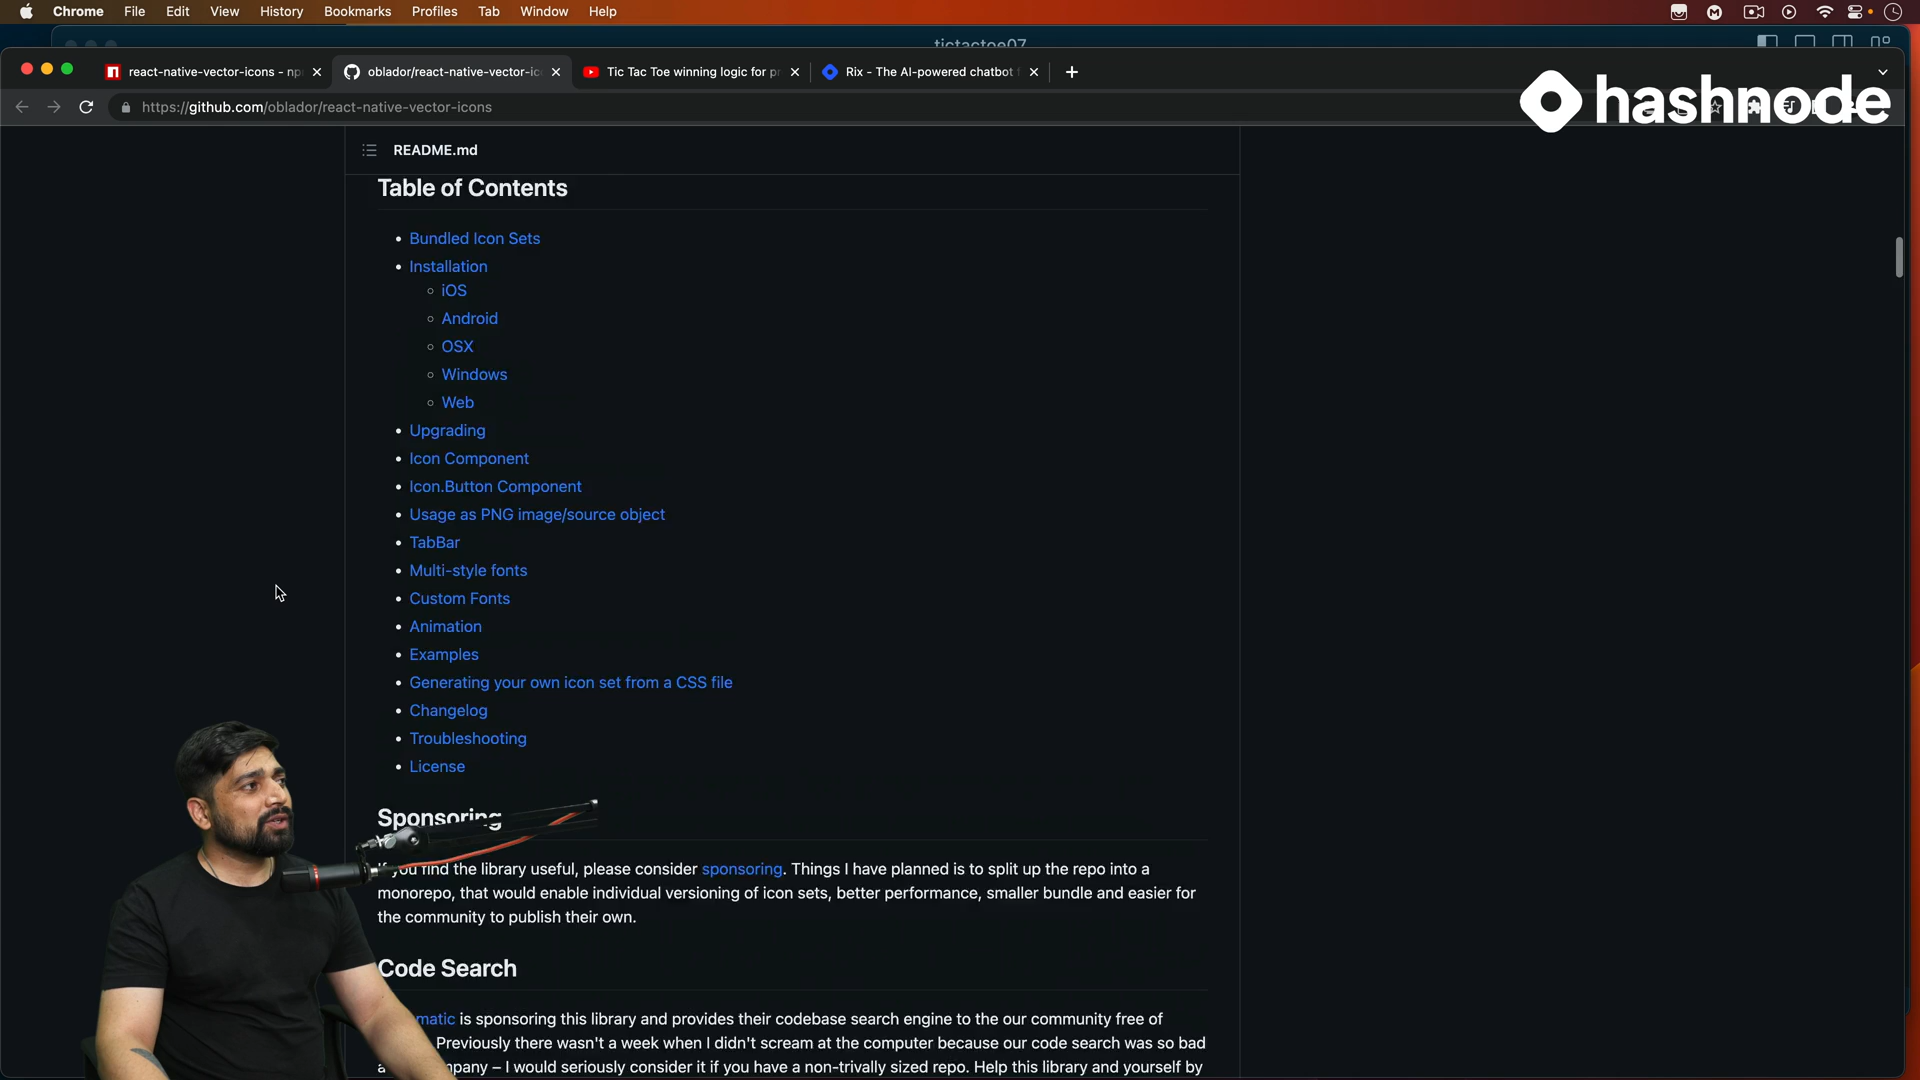 Chrome File Edit View History Bookmarks Profiles Tab Window Help
tictactoe07
react-native-vector-icons - np
oblador/react-native-vector-ic
Tic Tac Toe winning logic for p
Rix - The AI-powered chatbot
https://github.com/oblador/react-native-vector-icons
hashnode
README.md
Table of Contents
Bundled Icon Sets
Installation
iOS
Android
OSX
Windows
Web
Upgrading
Icon Component
Icon.Button Component
Usage as PNG image/source object
TabBar
Multi-style fonts
Custom Fonts
Animation
Examples
Generating your own icon set from a CSS file
Changelog
Troubleshooting
License
Sponsoring
If you find the library useful, please consider sponsoring. Things I have planned is to split up the repo into a
monorepo, that would enable individual versioning of icon sets, better performance, smaller bundle and easier for
the community to publish their own.
Code Search
matic is sponsoring this library and provides their codebase search engine to the our community free of
Previously there wasn't a week when I didn't scream at the computer because our code search was so bad
a mpany – I would seriously consider it if you have a non-trivally sized repo. Help this library and yourself by